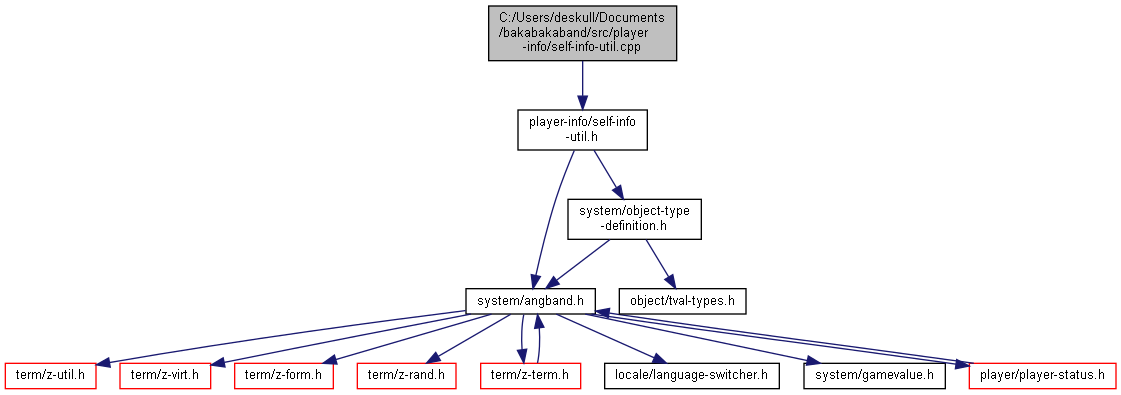 C:/Users/deskull/Documents
/bakabakaband/src/player
-info/self-info-util.cpp
player-info/self-info
-util.h
system/object-type
-definition.h
system/angband.h
object/tval-types.h
term/z-util.h
term/z-virt.h
term/z-form.h
term/z-rand.h
term/z-term.h
locale/language-switcher.h
system/gamevalue.h
player/player-status.h